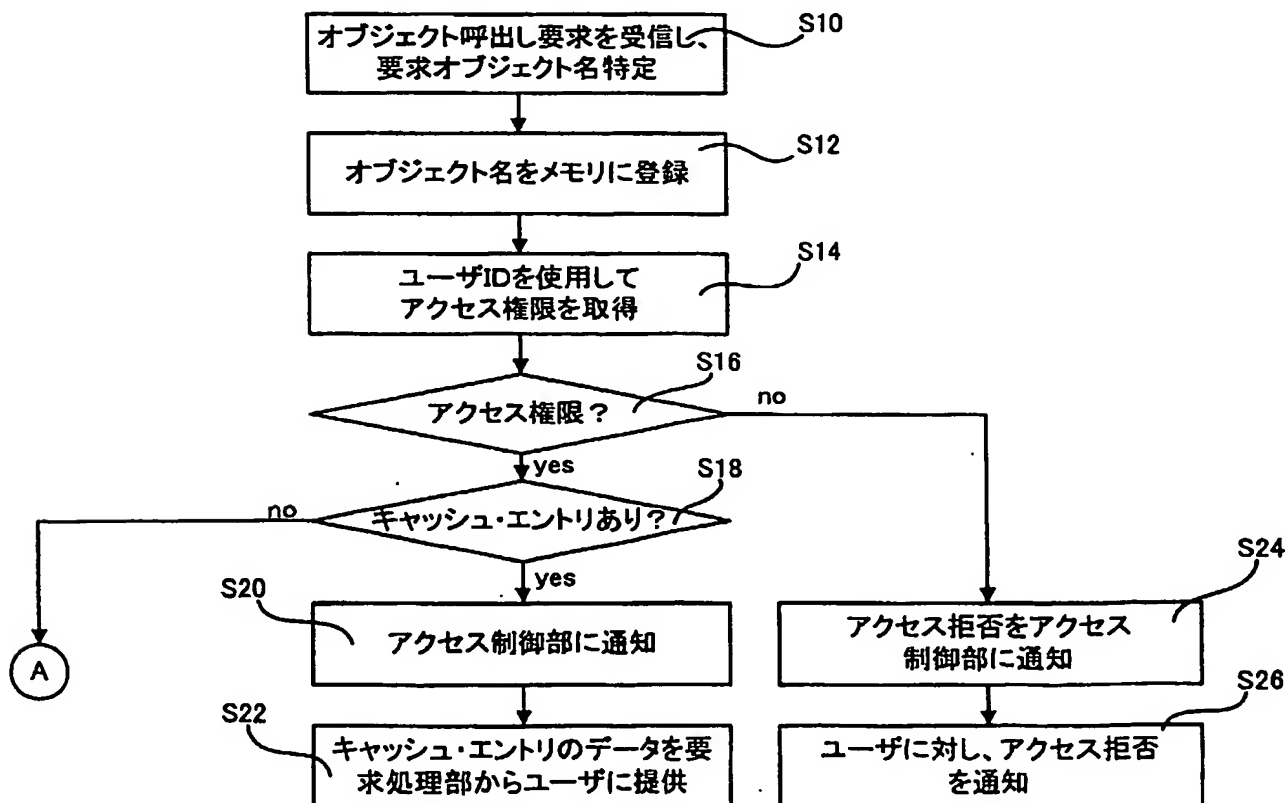 S10
オブジェクト呼出し要求を受信し、
要求オブジェクト名特定
S12
オブジェクト名をメモリに登録
S14
ユーザIDを使用して
アクセス権限を取得
S16
アクセス権限?
no
yes
S18
キャッシュ・エントリあり?
no
yes
S20
アクセス制御部に通知
S24
アクセス拒否をアクセス
制御部に通知
A
S22
キャッシュ・エントリのデータを要
求処理部からユーザに提供
S26
ユーザに対し、アクセス拒否
を通知